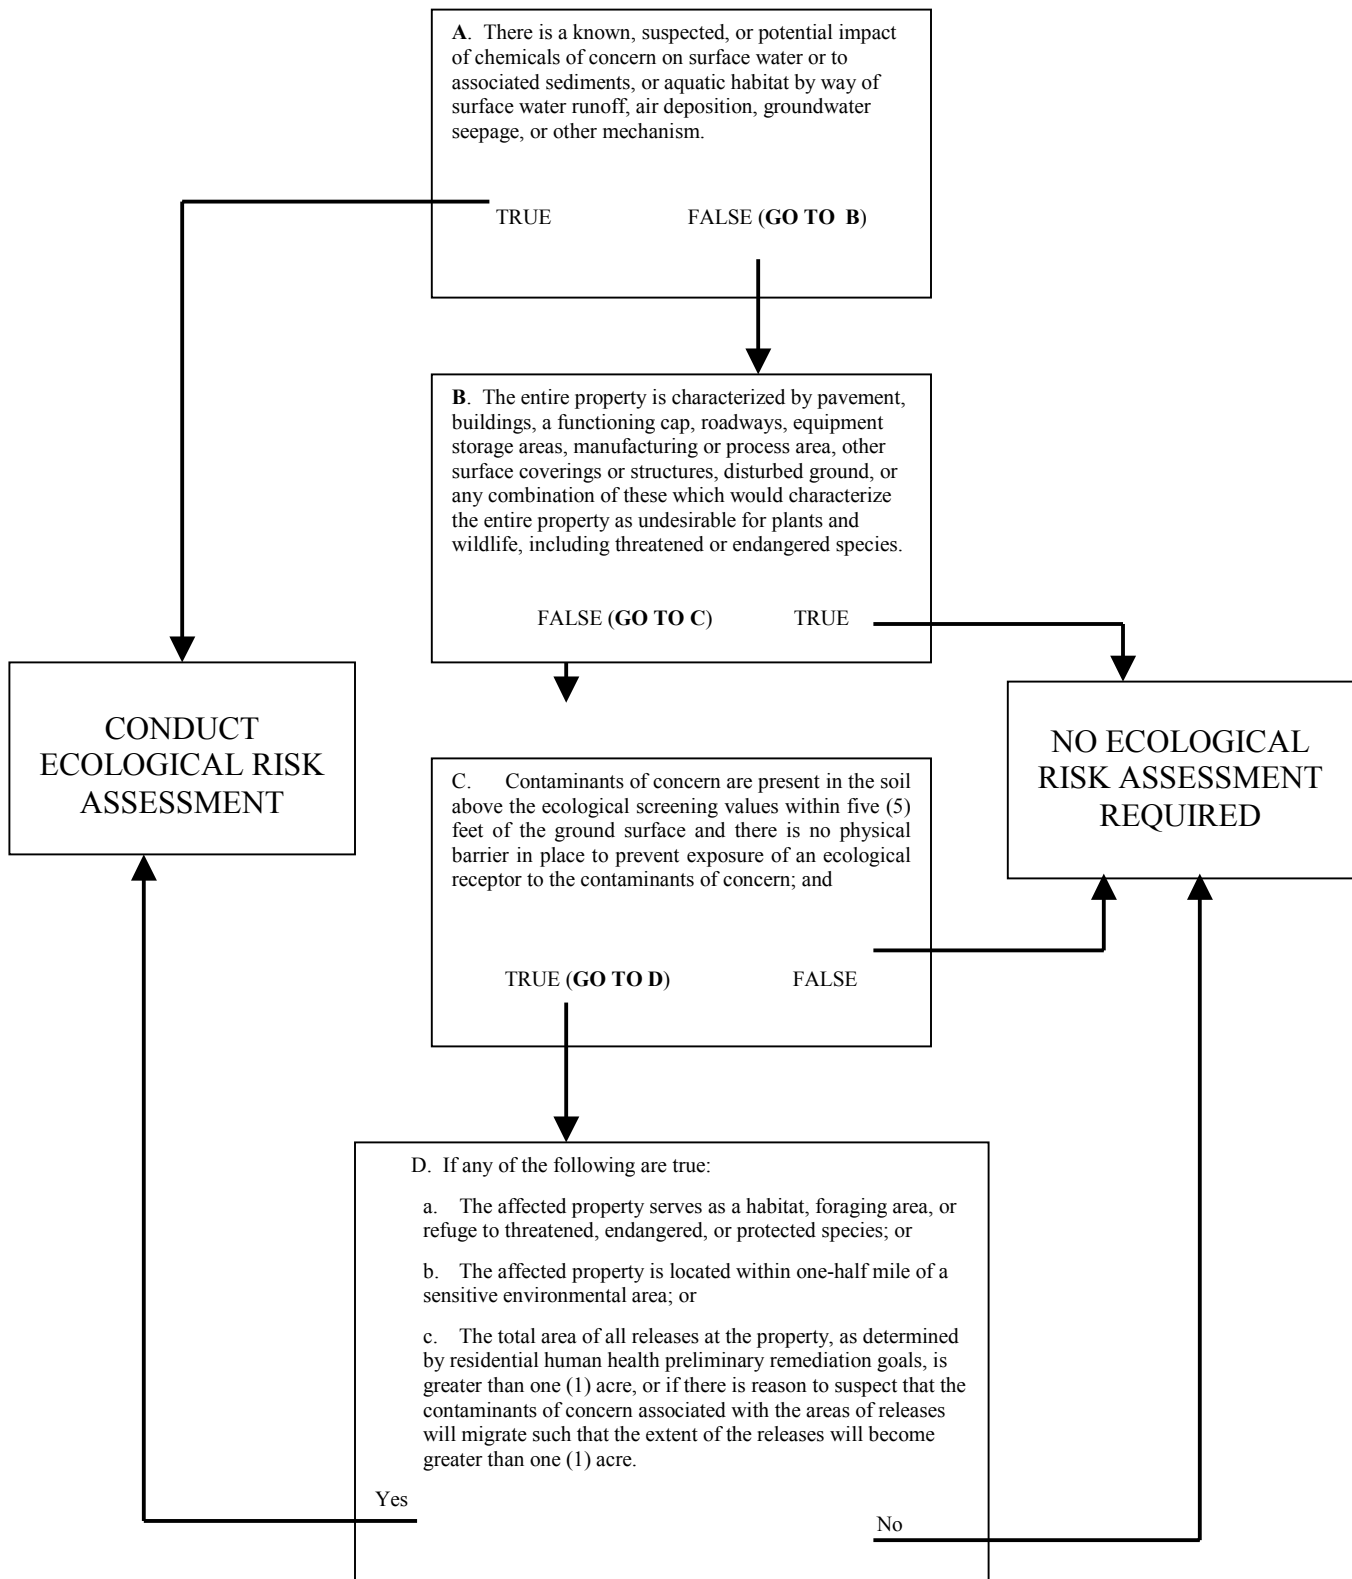 A. There is a known, suspected, or potential impact
of chemicals of concern on surface water or to
associated sediments, or aquatic habitat by way of
surface water runoff, air deposition, groundwater
seepage, or other mechanism.
TRUE FALSE (GO TO B)
B. The entire property is characterized by pavement,
buildings, a functioning cap, roadways, equipment
storage areas, manufacturing or process area, other
surface coverings or structures, disturbed ground, or
any combination of these which would characterize
the entire property as undesirable for plants and
wildlife, including threatened or endangered species.
FALSE (GO TO C) TRUE
CONDUCT
ECOLOGICAL RISK
ASSESSMENT
NO ECOLOGICAL
RISK ASSESSMENT
REQUIRED
C. Contaminants of concern are present in the soil
above the ecological screening values within five (5)
feet of the ground surface and there is no physical
barrier in place to prevent exposure of an ecological
receptor to the contaminants of concern; and
TRUE (GO TO D) FALSE
D. If any of the following are true:
a. The affected property serves as a habitat, foraging area, or
refuge to threatened, endangered, or protected species; or
b. The affected property is located within one-half mile of a
sensitive environmental area; or
c. The total area of all releases at the property, as determined
by residential human health preliminary remediation goals, is
greater than one (1) acre, or if there is reason to suspect that the
contaminants of concern associated with the areas of releases
will migrate such that the extent of the releases will become
greater than one (1) acre.
Yes
No